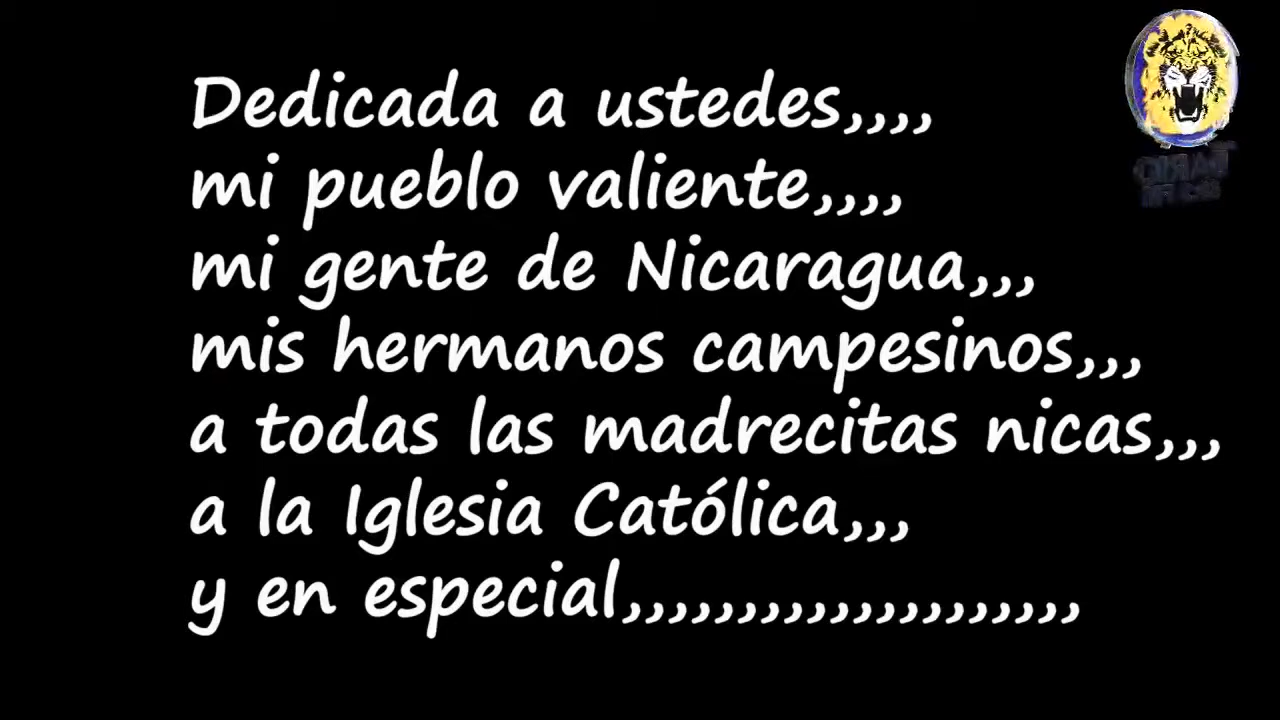 Dedicada a ustedes,,,,
mi pueblo valiente,,,,
mi gente de Nicaragua,,,
mis hermanos campesinos,,,
a todas las madrecitas nicas,,,
a la Iglesia Católica,,,
y en especial,,,,,,,,,,,,,,,,,,,,